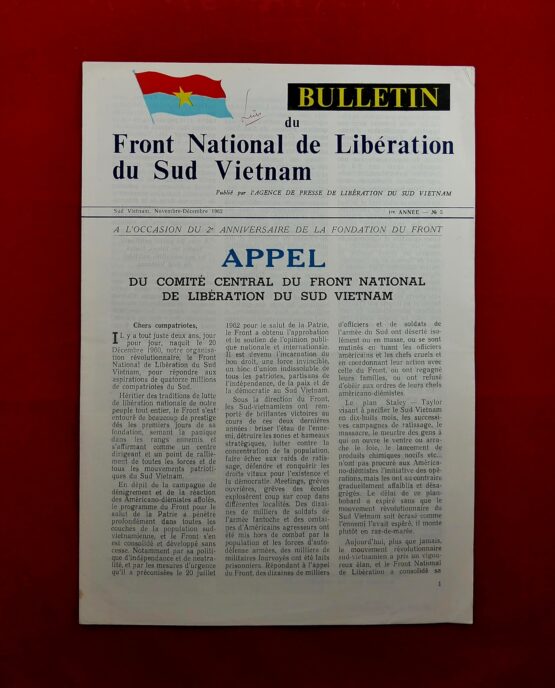 BULLETIN
du
Front National de Libération
du Sud Vietnam
Publié par l'AGENCE DE PRESSE DE LIBÉRATION DU SUD VIETNAM
Sud Vietnam, Novembre-Décembre 1962
1re ANNÉE — № 5
A L'OCCASION DU 2e ANNIVERSAIRE DE LA FONDATION DU FRONT
APPEL
DU COMITÉ CENTRAL DU FRONT NATIONAL
DE LIBÉRATION DU SUD VIETNAM
Chers compatriotes,
IL y a tout juste deux ans, jour
pour jour, naquit le 20
Décembre 1960, notre organisa-
tion révolutionnaire, le Front
National de Libération du Sud
Vietnam, pour répondre aux
aspirations de quatorze millions
de compatriotes du Sud.
Héritier des traditions de lutte
de libération nationale de notre
peuple tout entier, le Front s'est
entouré de beaucoup de prestige
dès les premiers jours de sa
fondation, semant la panique
dans les rangs ennemis et
s'affirmant comme un centre
dirigeant et un point de rallie-
ment de toutes les forces et de
tous les mouvements patrioti-
ques du Sud Vietnam.
En dépit de la campagne de
dénigrement et de la réaction
des Américano-diémistes affolés,
le programme du Front pour le
salut de la Patrie a pénétré
profondément dans toutes les
couches de la population sud-
vietnamienne, et le Front s'en
est consolidé et développé sans
cesse. Notamment par sa politi-
que d'indépendance et de neutra-
lité, et par les mesures d'urgence
qu'il a préconisées le 20 juillet
1962 pour le salut de la Patrie,
le Front a obtenu l'approbation
et le soutien de l'opinion publi-
que nationale et internationale.
Il est devenu l'incarnation du
bon droit, une force invincible,
un bloc d'union indissoluble de
tous les patriotes, partisans de
l'indépendance, de la paix et de
la démocratie au Sud Vietnam.
Sous la direction du Front,
les Sud-vietnamiens ont rem-
porté de brillantes victoires au
cours de ces deux dernières
années: briser l'étau de l'enne-
mi, détruire les zones et hameaux
stratégiques, lutter contre la
concentration de la population,
faire échec aux raids de ratis-
sage, défendre et conquérir les
droits vitaux pour l'existence et
la démocratie. Meetings, grèves
ouvrières, grèves des écoles
explosèrent coup sur coup dans
différentes localités. Des dizai-
nes de milliers de soldats de
l'armée fantoche et des centai-
nes d'Américains agresseurs ont
été mis hors de combat par la
population et les forces d'auto-
défense armées, des milliers de
militaires fourvoyés ont été faits
prisonniers. Répondant à l'appel
du Front, des dizaines de milliers
d'officiers et de soldats de
l'armée du Sud ont déserté iso-
lément ou en masse, ou se sont
mutinés en tuant les officiers
américains et les chefs cruels et
en coordonnant leur action avec
celle du Front, ou ont regagné
leurs familles, ou ont refusé
d'obéir aux ordres de leurs chefs
américano-diémistes.
Le plan Staley — Taylor
visant à pacifier le Sud Vietnam
en dix-huits mois, les successi-
ves campagnes de ratissage, le
massacre, le meurtre des gens à
qui on ouvre le ventre ou arra-
che le foie, le lancement de
produits chimiques nocifs etc...
n'ont pas procuré aux América-
no-diémistes l'initiative des opé-
rations, mais les ont au contraire
graduellement affaiblis et désa-
grégés. Le délai de ce plan-
tobard a expiré sans que le
mouvement révolutionnaire du
Sud Vietnam soit écrasé comme
l'ennemi l'avait espéré, il monte
plutôt en raz-de-marée.
Aujourd'hui, plus que jamais,
le mouvement révolutionnaire
sud-vietnamien a pris un vigou-
reux élan, et le Front National
de Libération a consolidé sa
1